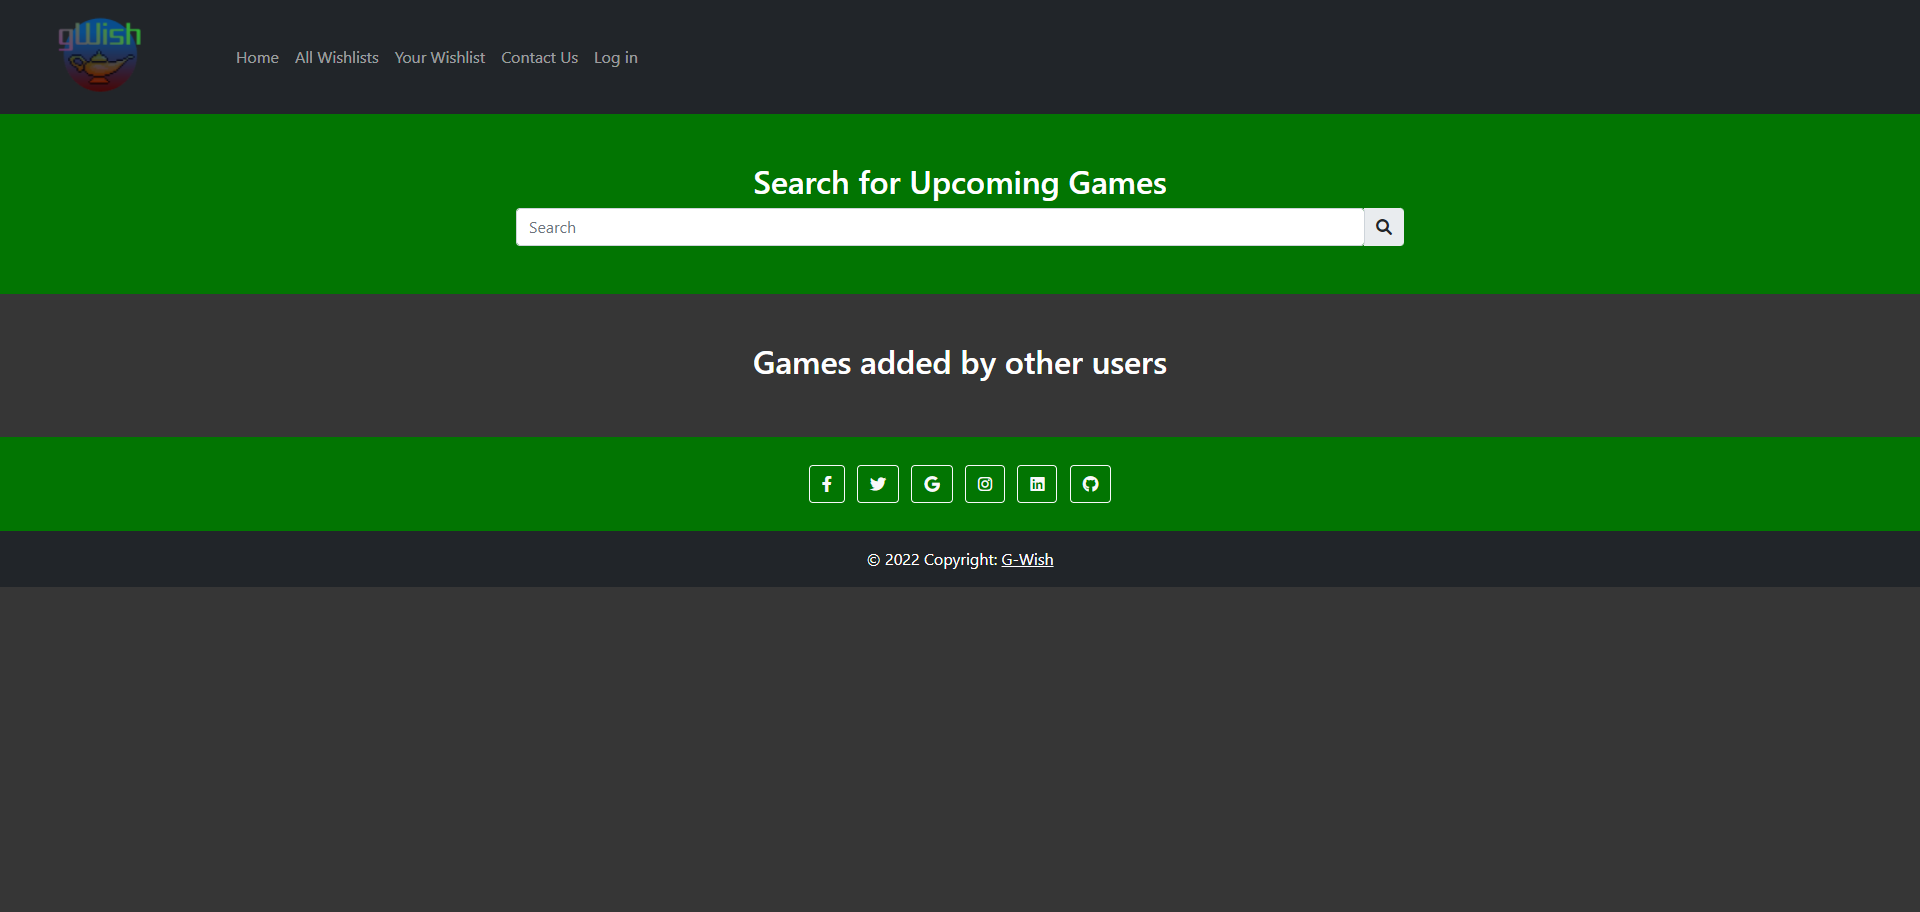 gWish
Home All Wishlists Your Wishlist Contact Us Log in
Search for Upcoming Games
Search
Games added by other users
© 2022 Copyright: G-Wish